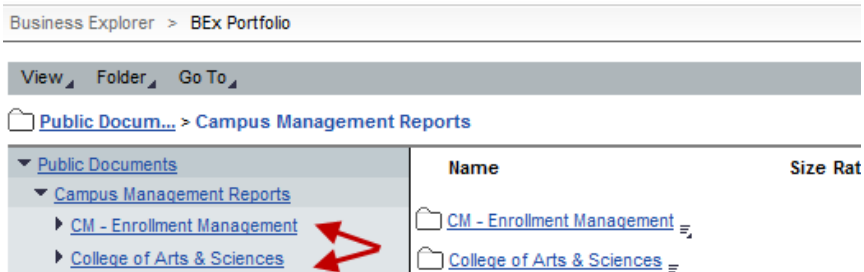 Business Explorer > BEx Portfolio
View Folder Go To
Public Docum... > Campus Management Reports
Public Documents
Campus Management Reports
CM - Enrollment Management
College of Arts & Sciences
Name Size Rat
CM - Enrollment Management
College of Arts & Sciences